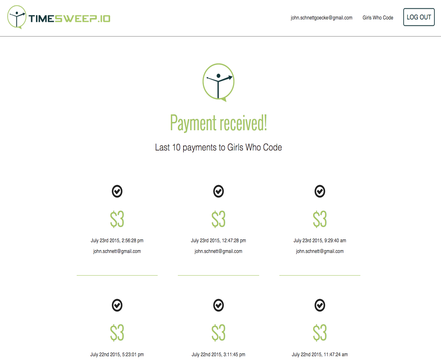 TIMESWEEP.IO
john.schnettgoecke@gmail.com Girls Who Code LOG OUT
Payment received!
Last 10 payments to Girls Who Code
$3 $3 $3
July 23rd 2015, 2:56:28 pm July 23rd 2015, 12:47:28 pm July 23rd 2015, 9:29:40 am
john.schnett@gmail.com john.schnett@gmail.com john.schnett@gmail.com
$3 $3 $3
July 22nd 2015, 5:23:01 pm July 22nd 2015, 3:11:45 pm July 22nd 2015, 11:47:24 am